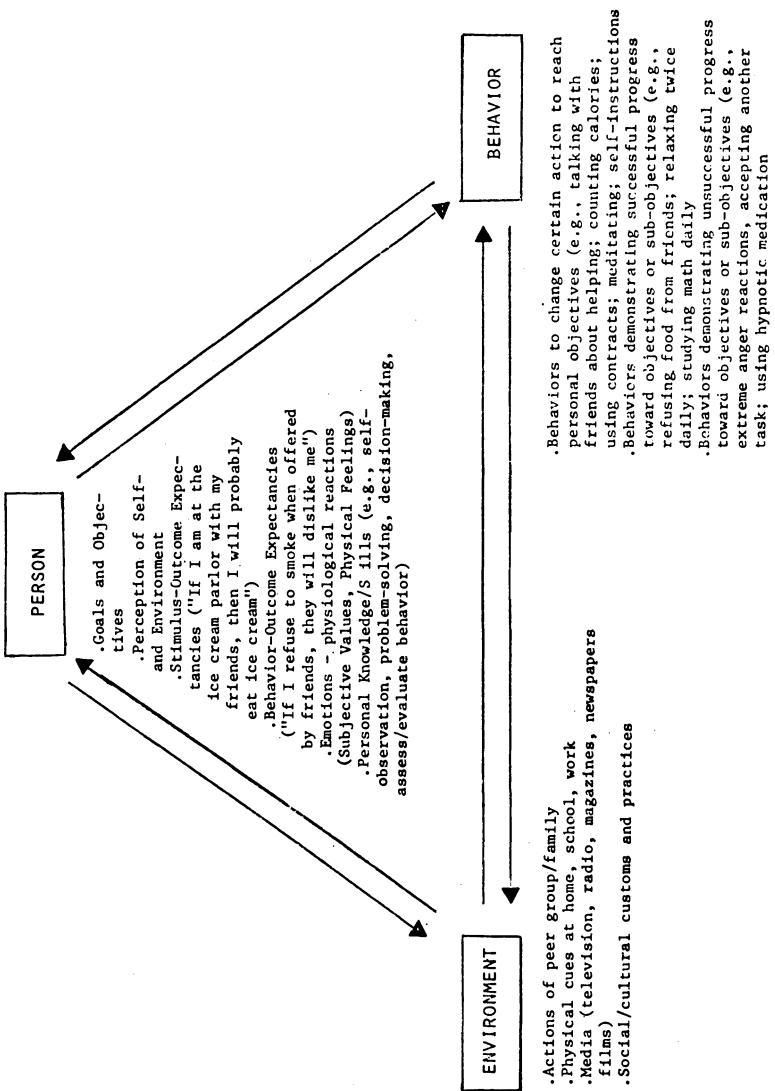 PERSON
.Goals and Objec-
tives
.Perception of Self-
and Environment
.Stimulus-Outcome Expec-
tancies ("If I am at the
ice cream parlor with my
friends, then I will probably
eat ice cream")
.Behavior-Outcome Expectancies
("If I refuse to smoke when offered
by friends, they will dislike me")
.Emotions - physiological reactions
(Subjective Values, Physical Feelings)
.Personal Knowledge/S ills (e.g., self-
observation, problem-solving, decision-making,
assess/evaluate behavior)
ENVIRONMENT
.Actions of peer group/family
.Physical cues at home, school, work
.Media (television, radio, magazines, newspapers
films)
.Social/cultural customs and practices
BEHAVIOR
.Behaviors to change certain action to reach
personal objectives (e.g., talking with
friends about helping; counting calories;
using contracts; meditating; self-instructions
.Behaviors demonstrating successful progress
toward objectives or sub-objectives (e.g.,
refusing food from friends; relaxing twice
daily; studying math daily
.Behaviors demonstrating unsuccessful progress
toward objectives or sub-objectives (e.g.,
extreme anger reactions, accepting another
task; using hypnotic medication